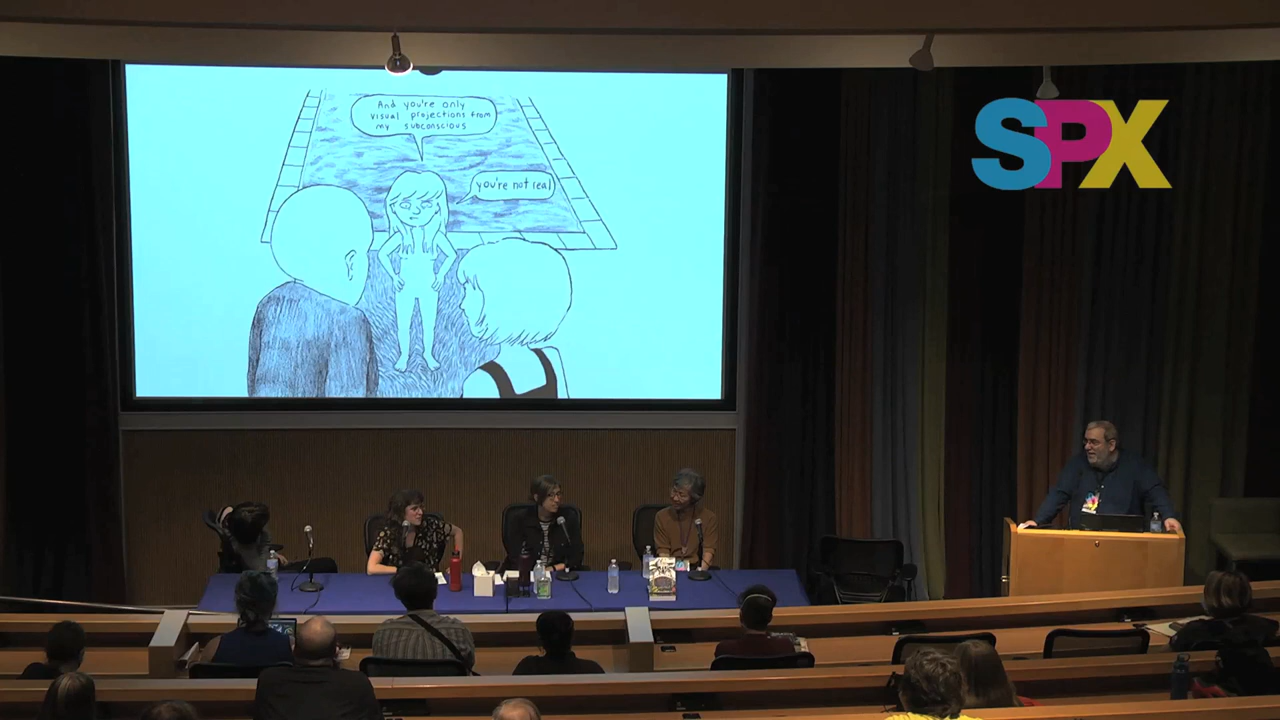 And you're only
visual projections from
my subconscious
you're not real
SPX